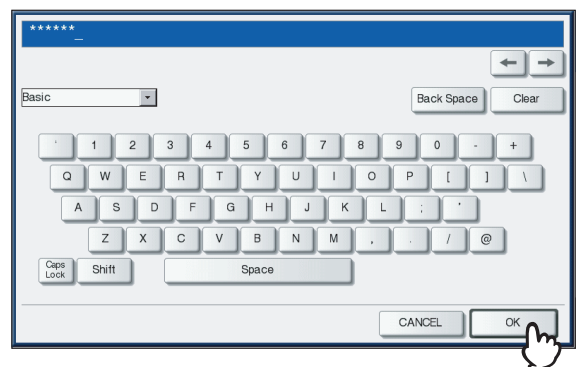 ******_
Basic
Back Space Clear
' 1 2 3 4 5 6 7 8 9 0 - +
Q W E R T Y U I O P [ ] \
A S D F G H J K L ; '
Z X C V B N M , . / @
Caps Lock Shift Space
CANCEL OK